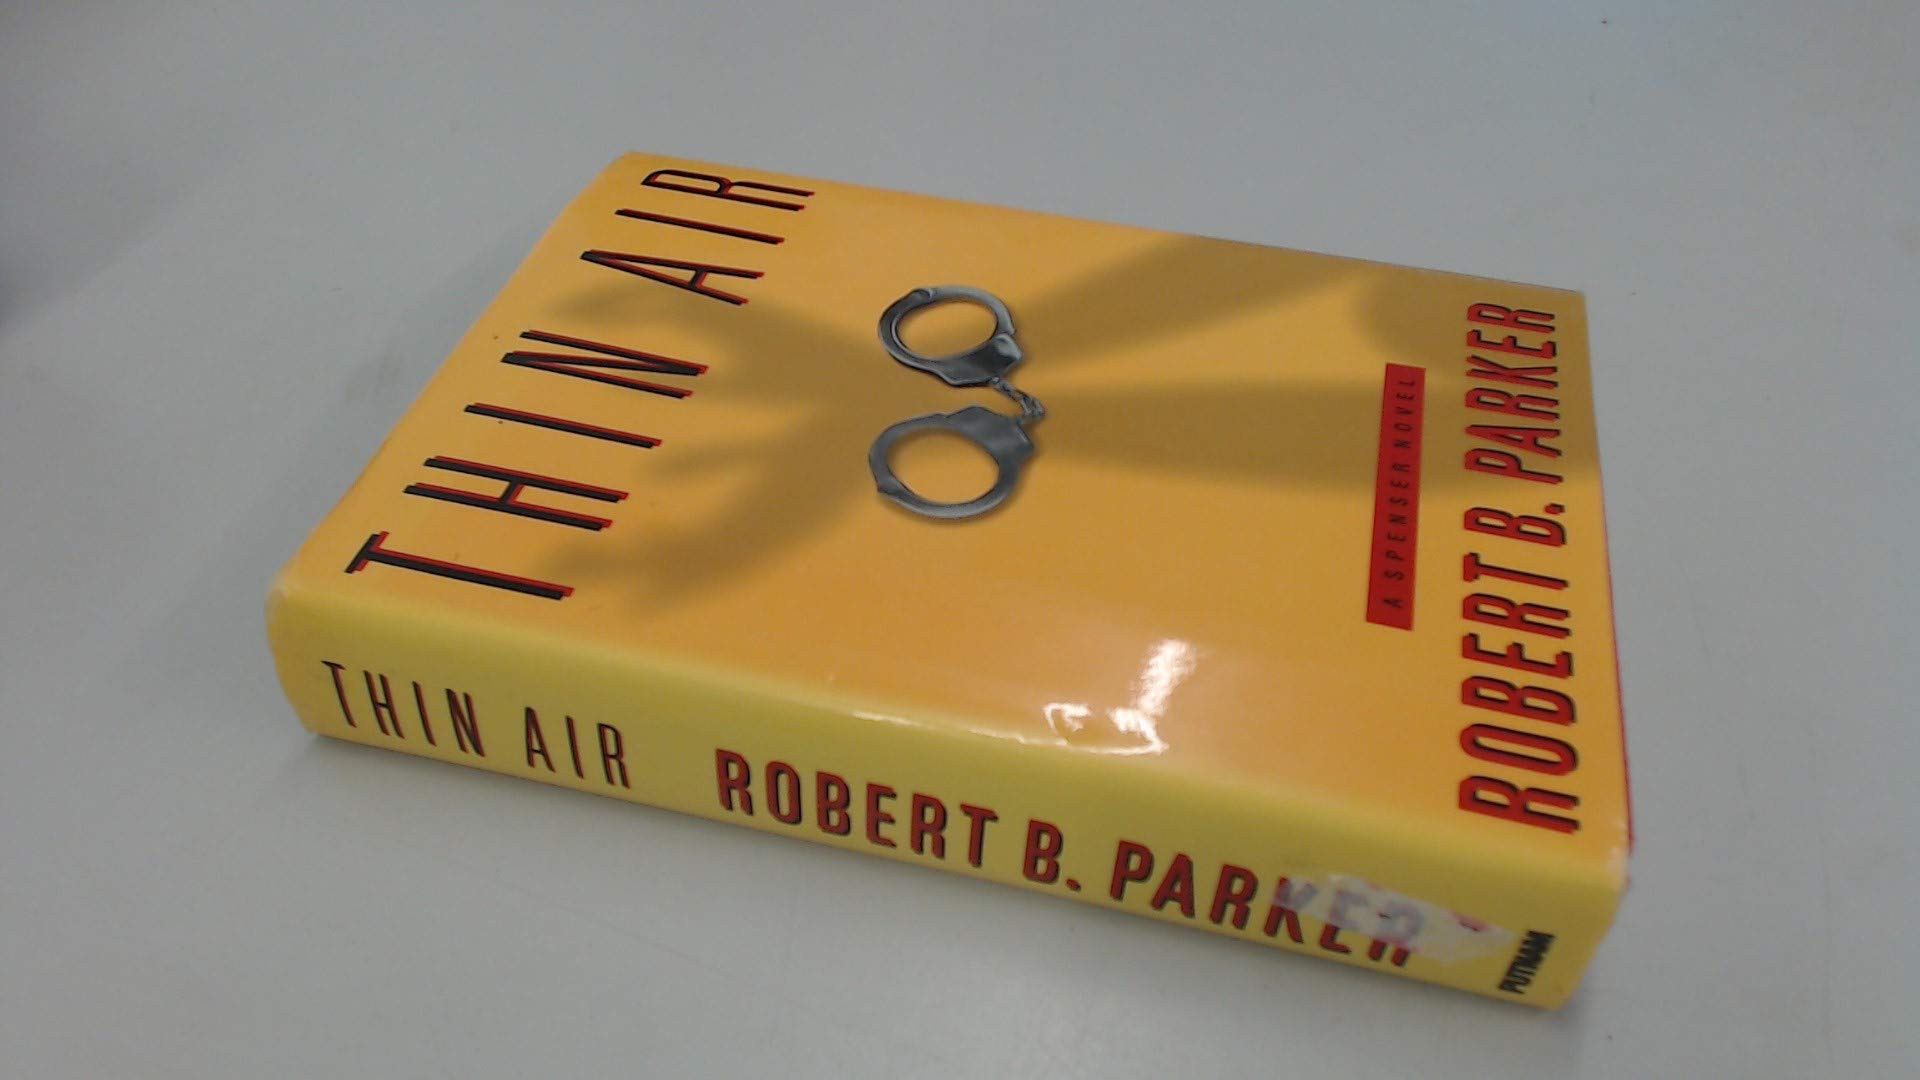 THIN AIR
A SPENSER NOVEL
ROBERT B. PARKER
THIN AIR ROBERT B. PARKER
PUTNAM